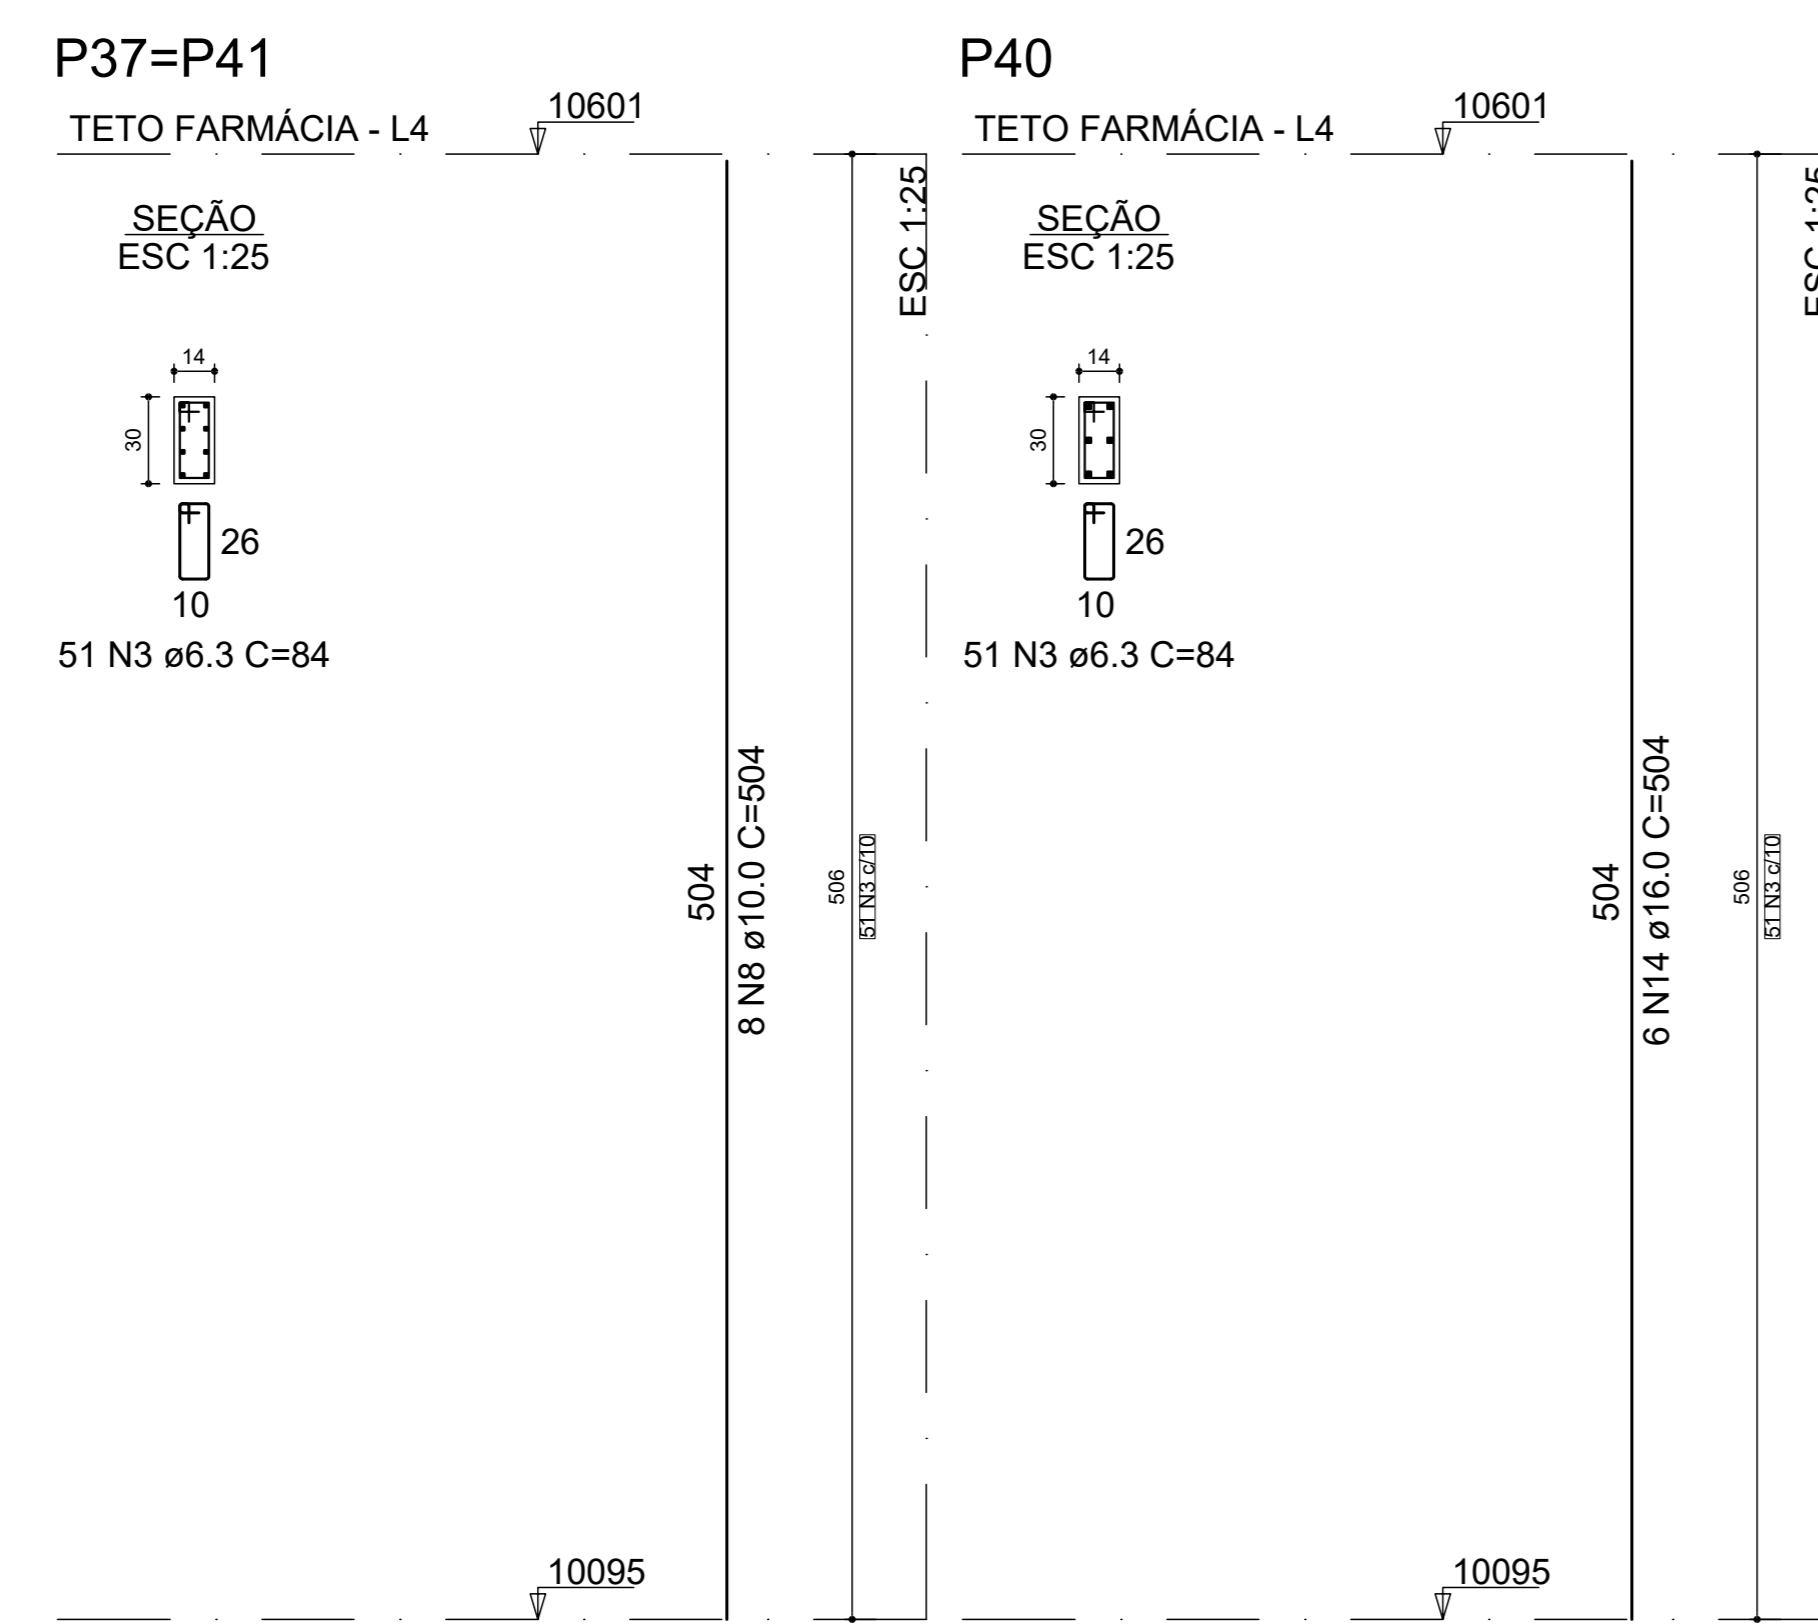 P37=P41
TETO FARMÁCIA - L4
10601
SEÇÃO
ESC 1:25
14
30
26
10
51 N3 ø6.3 C=84
504
8 N8 ø10.0 C=504
506
51 N3 c/10
ESC 1:25
10095
P40
TETO FARMÁCIA - L4
10601
SEÇÃO
ESC 1:25
14
30
26
10
51 N3 ø6.3 C=84
504
6 N14 ø16.0 C=504
506
51 N3 c/10
ESC 1:25
10095